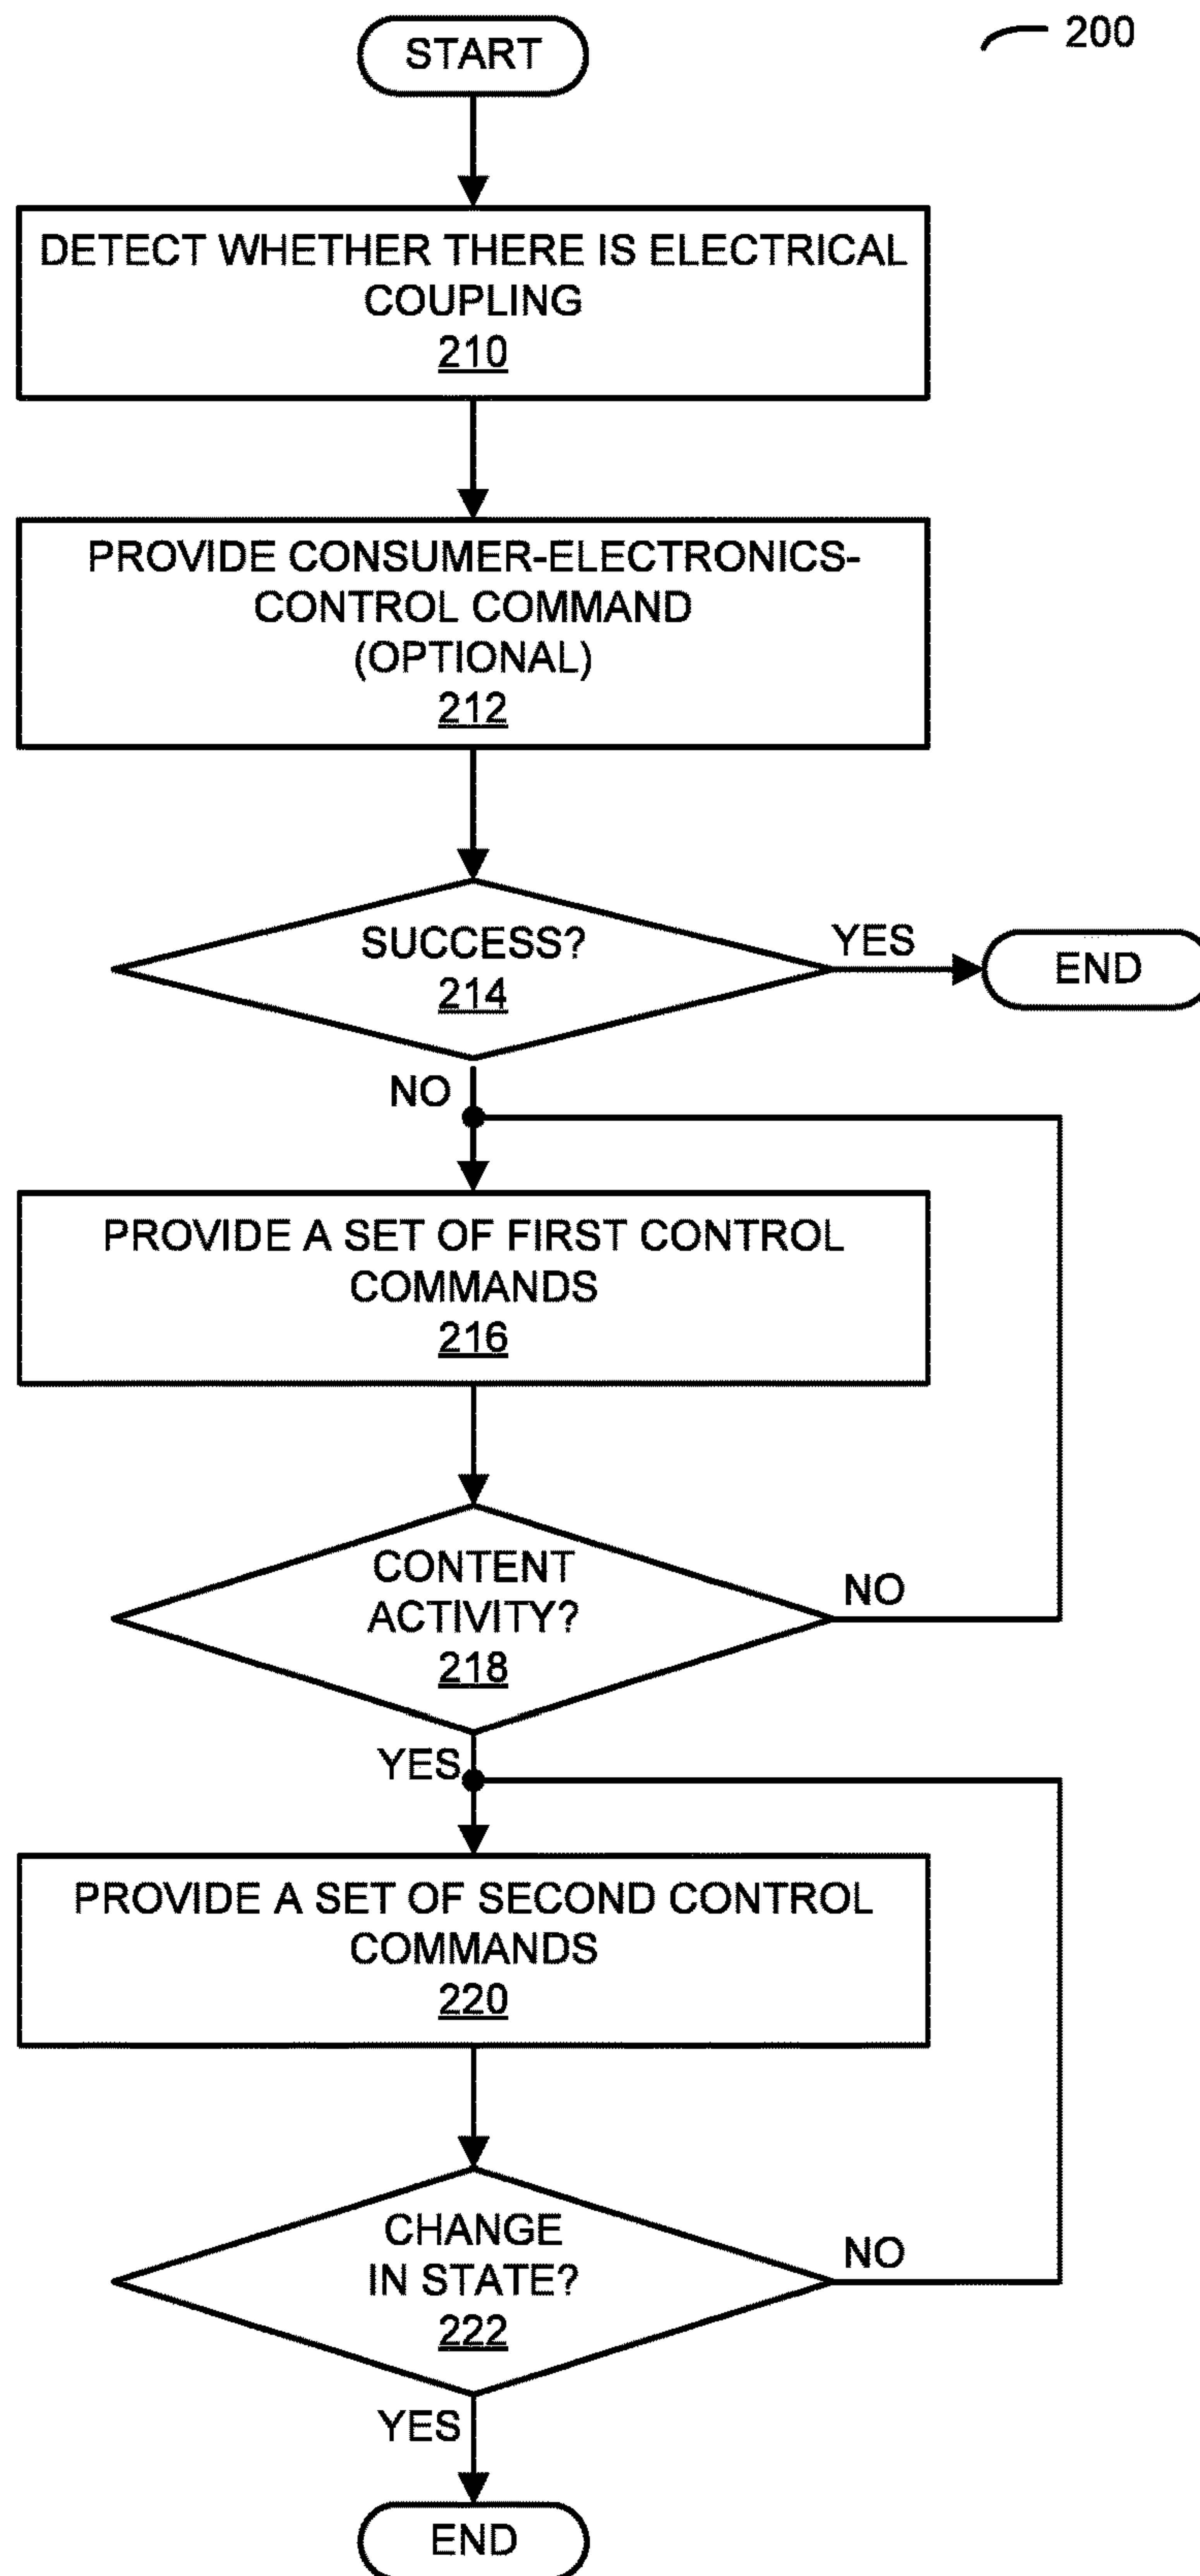 START
200
DETECT WHETHER THERE IS ELECTRICAL
COUPLING
210
PROVIDE CONSUMER-ELECTRONICS-
CONTROL COMMAND
(OPTIONAL)
212
SUCCESS?
214
YES
END
NO
PROVIDE A SET OF FIRST CONTROL
COMMANDS
216
CONTENT
ACTIVITY?
218
NO
YES
PROVIDE A SET OF SECOND CONTROL
COMMANDS
220
CHANGE
IN STATE?
222
NO
YES
END